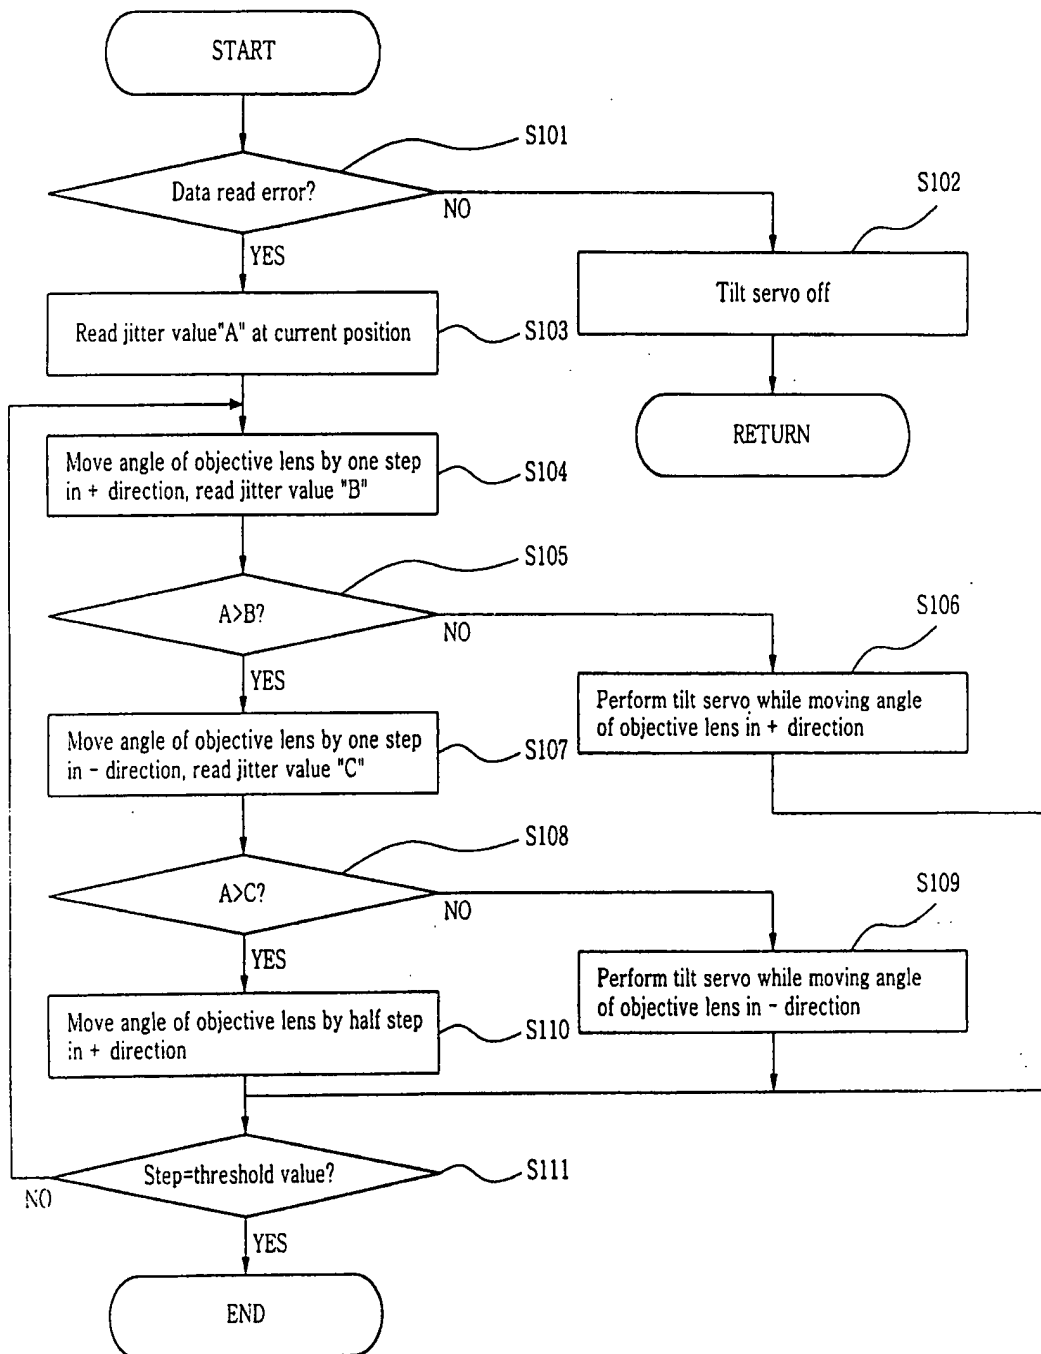 START
S101
Data read error?
NO
S102
YES
Tilt servo off
Read jitter value"A" at current position
S103
RETURN
Move angle of objective lens by one step
in + direction, read jitter value "B"
S104
S105
A>B?
NO
S106
YES
Perform tilt servo while moving angle
of objective lens in + direction
Move angle of objective lens by one step
in - direction, read jitter value "C"
S107
S108
A>C?
NO
S109
YES
Perform tilt servo while moving angle
of objective lens in - direction
Move angle of objective lens by half step
in + direction
S110
Step=threshold value?
S111
NO
YES
END